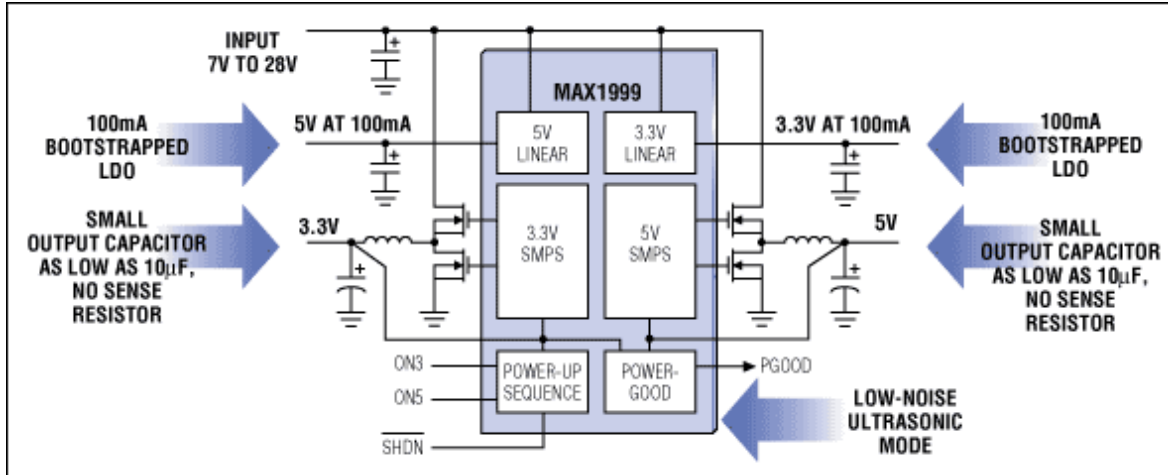 INPUT
7V TO 28V
MAX1999
100mA
BOOTSTRAPPED
LDO
5V AT 100mA
5V
LINEAR
3.3V
LINEAR
3.3V AT 100mA
100mA
BOOTSTRAPPED
LDO
SMALL
OUTPUT CAPACITOR
AS LOW AS 10µF,
NO SENSE
RESISTOR
3.3V
3.3V
SMPS
5V
SMPS
5V
SMALL
OUTPUT CAPACITOR
AS LOW AS 10µF,
NO SENSE
RESISTOR
ON3
ON5
SHDN
POWER-UP
SEQUENCE
POWER-
GOOD
PGOOD
LOW-NOISE
ULTRASONIC
MODE